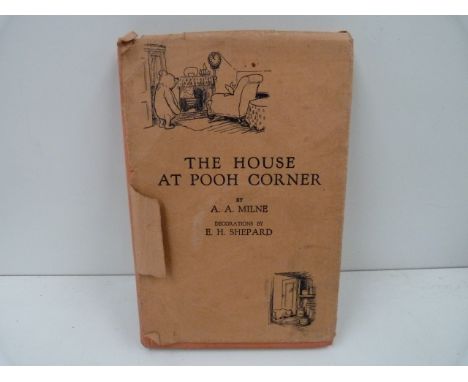 THE HOUSE
AT POOH CORNER
BY
A. A. MILNE
DECORATIONS BY
E. H. SHEPARD